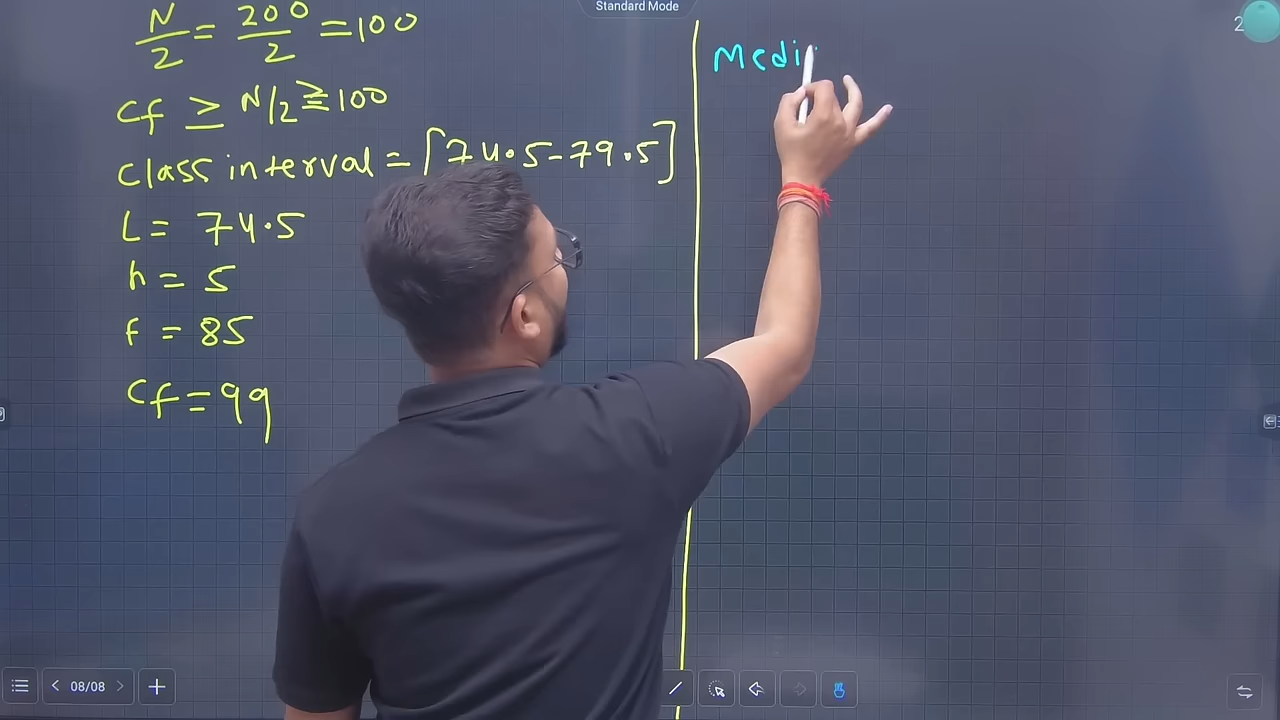 Standard Mode
N/2 = 200/2 = 100
Cf ≥ N/2 ≥ 100
Class interval = [74.5-79.5]
L = 74.5
h = 5
f = 85
Cf = 99
Medi
2
08/08